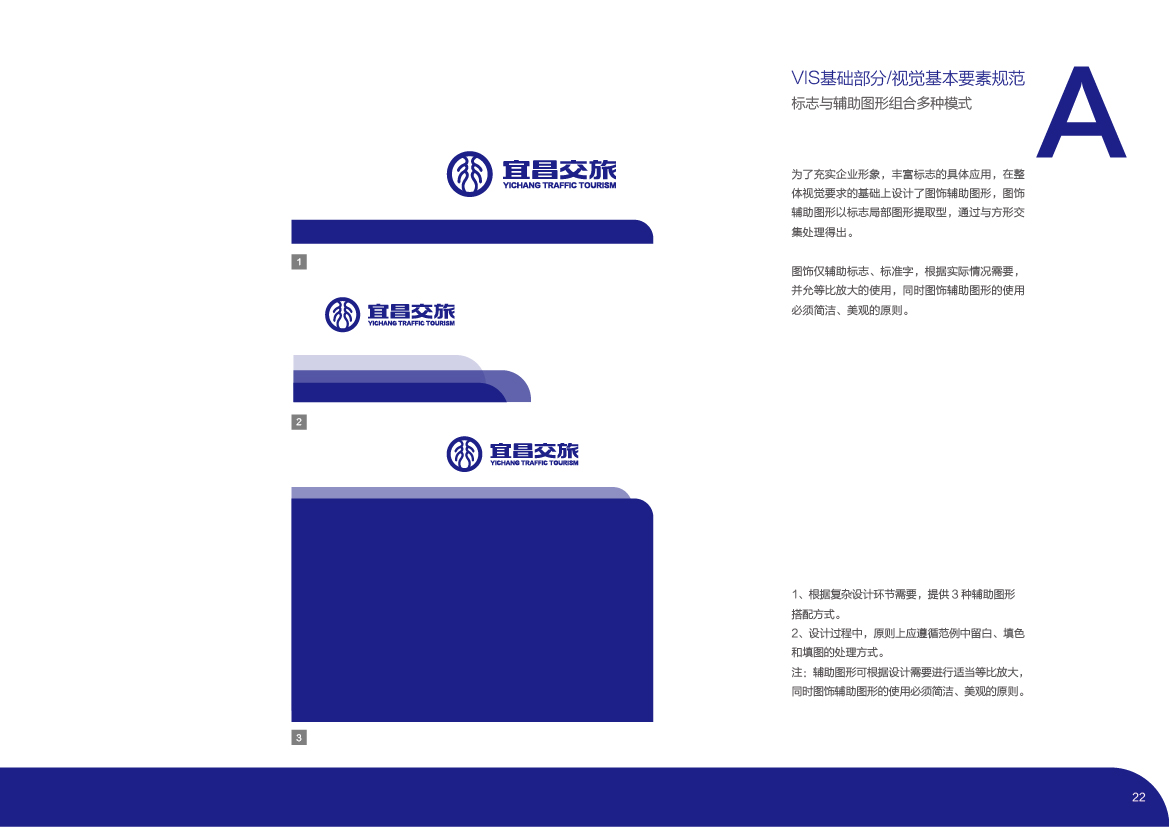 VIS基础部分/视觉基本要素规范
标志与辅助图形组合多种模式
A
为了充实企业形象，丰富标志的具体应用，在整
体视觉要求的基础上设计了图饰辅助图形，图饰
辅助图形以标志局部图形提取型，通过与方形交
集处理得出。
图饰仅辅助标志、标准字，根据实际情况需要，
并允等比放大的使用，同时图饰辅助图形的使用
必须简洁、美观的原则。
宜昌交旅
YICHANG TRAFFIC TOURISM
1
宜昌交旅
YICHANG TRAFFIC TOURISM
2
宜昌交旅
YICHANG TRAFFIC TOURISM
3
1、根据复杂设计环节需要，提供 3 种辅助图形
搭配方式。
2、设计过程中，原则上应遵循范例中留白、填色
和填图的处理方式。
注：辅助图形可根据设计需要进行适当等比放大，
同时图饰辅助图形的使用必须简洁、美观的原则。
22